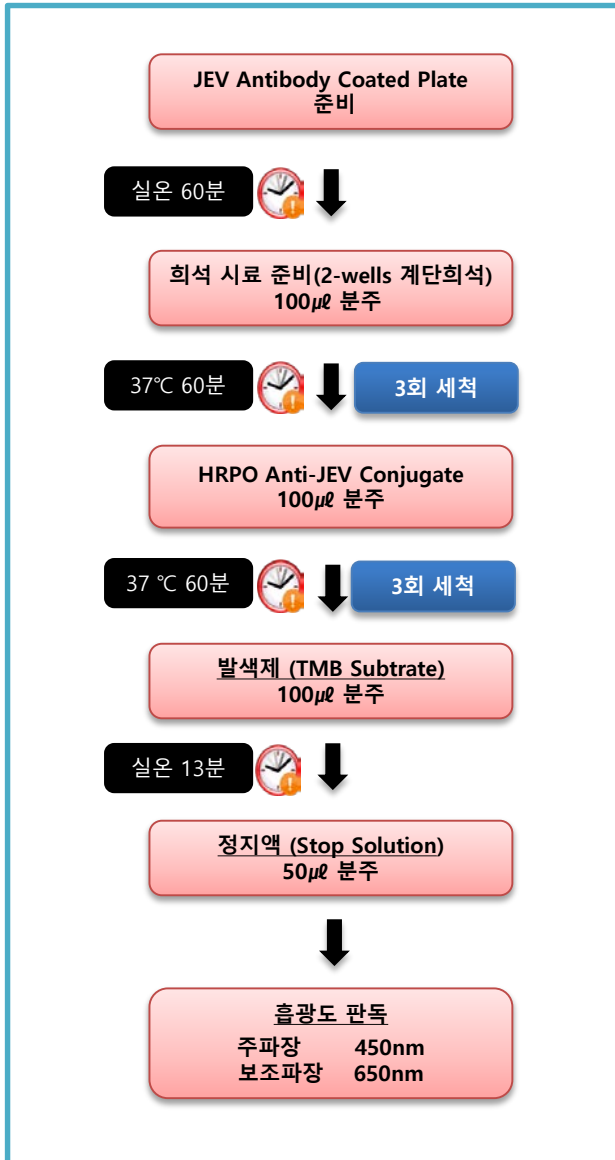 JEV Antibody Coated Plate
준비
실온 60분
희석 시료 준비(2-wells 계단희석)
100㎕ 분주
37℃ 60분
3회 세척
HRPO Anti-JEV Conjugate
100㎕ 분주
37 ℃ 60분
3회 세척
발색제 (TMB Subtrate)
100㎕ 분주
실온 13분
정지액 (Stop Solution)
50㎕ 분주
흡광도 판독
주파장 450nm
보조파장 650nm